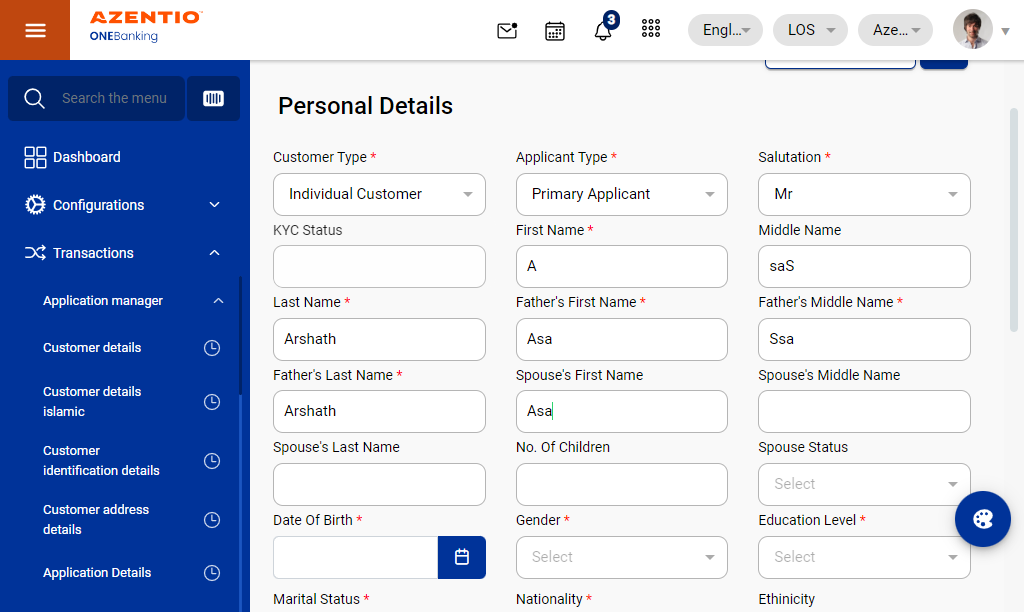 AZENTIO
ONEBanking
3
Engl...
LOS
Aze...
Search the menu
Dashboard
Configurations
Transactions
Application manager
Customer details
Customer details
islamic
Customer
identification details
Customer address
details
Application Details
Personal Details
Customer Type *
Applicant Type *
Salutation *
Individual Customer
Primary Applicant
Mr
KYC Status
First Name *
Middle Name
A
saS
Last Name *
Father's First Name *
Father's Middle Name *
Arshath
Asa
Ssa
Father's Last Name *
Spouse's First Name
Spouse's Middle Name
Arshath
Asa
Spouse's Last Name
No. Of Children
Spouse Status
Select
Date Of Birth *
Gender *
Education Level *
Select
Select
Marital Status *
Nationality *
Ethinicity